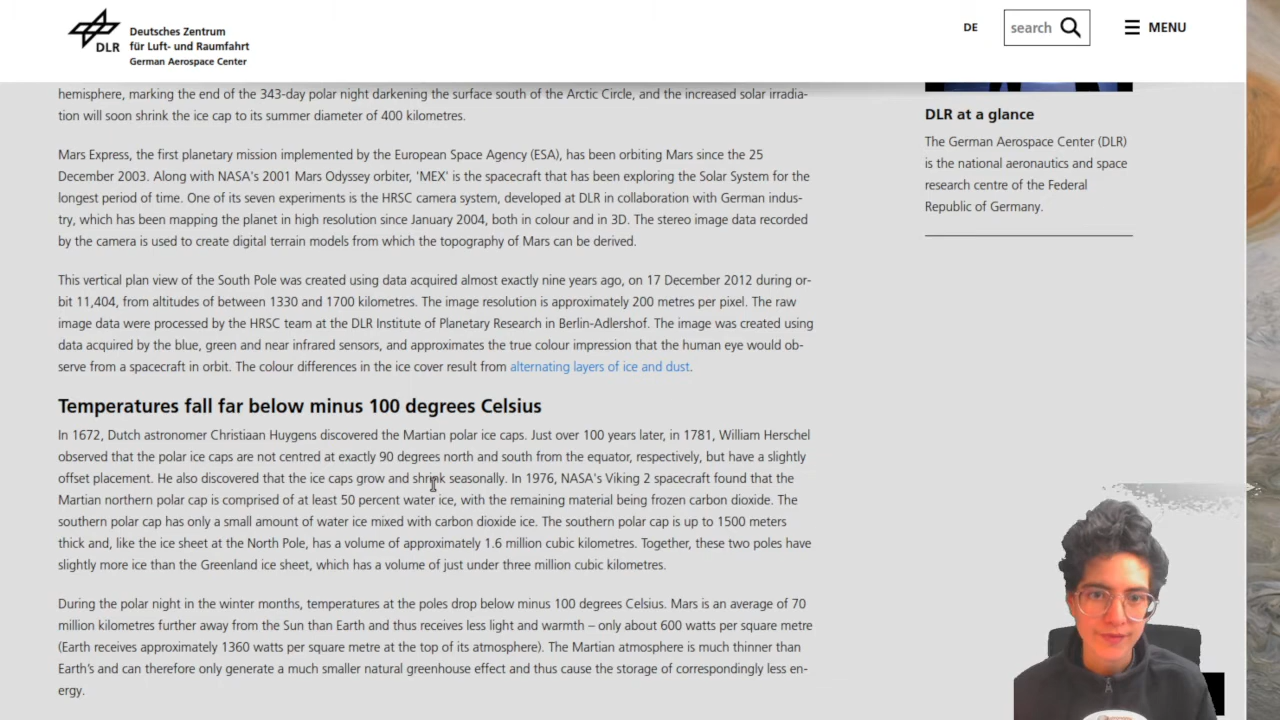 Deutsches Zentrum
für Luft- und Raumfahrt
German Aerospace Center
DLR
DE
search
MENU
hemisphere, marking the end of the 343-day polar night darkening the surface south of the Arctic Circle, and the increased solar irradia-
tion will soon shrink the ice cap to its summer diameter of 400 kilometres.
Mars Express, the first planetary mission implemented by the European Space Agency (ESA), has been orbiting Mars since the 25
December 2003. Along with NASA's 2001 Mars Odyssey orbiter, 'MEX' is the spacecraft that has been exploring the Solar System for the
longest period of time. One of its seven experiments is the HRSC camera system, developed at DLR in collaboration with German indus-
try, which has been mapping the planet in high resolution since January 2004, both in colour and in 3D. The stereo image data recorded
by the camera is used to create digital terrain models from which the topography of Mars can be derived.
This vertical plan view of the South Pole was created using data acquired almost exactly nine years ago, on 17 December 2012 during or-
bit 11,404, from altitudes of between 1330 and 1700 kilometres. The image resolution is approximately 200 metres per pixel. The raw
image data were processed by the HRSC team at the DLR Institute of Planetary Research in Berlin-Adlershof. The image was created using
data acquired by the blue, green and near infrared sensors, and approximates the true colour impression that the human eye would ob-
serve from a spacecraft in orbit. The colour differences in the ice cover result from alternating layers of ice and dust.
Temperatures fall far below minus 100 degrees Celsius
In 1672, Dutch astronomer Christiaan Huygens discovered the Martian polar ice caps. Just over 100 years later, in 1781, William Herschel
observed that the polar ice caps are not centred at exactly 90 degrees north and south from the equator, respectively, but have a slightly
offset placement. He also discovered that the ice caps grow and shrink seasonally. In 1976, NASA's Viking 2 spacecraft found that the
Martian northern polar cap is comprised of at least 50 percent water ice, with the remaining material being frozen carbon dioxide. The
southern polar cap has only a small amount of water ice mixed with carbon dioxide ice. The southern polar cap is up to 1500 meters
thick and, like the ice sheet at the North Pole, has a volume of approximately 1.6 million cubic kilometres. Together, these two poles have
slightly more ice than the Greenland ice sheet, which has a volume of just under three million cubic kilometres.
During the polar night in the winter months, temperatures at the poles drop below minus 100 degrees Celsius. Mars is an average of 70
million kilometres further away from the Sun than Earth and thus receives less light and warmth – only about 600 watts per square metre
(Earth receives approximately 1360 watts per square metre at the top of its atmosphere). The Martian atmosphere is much thinner than
Earth's and can therefore only generate a much smaller natural greenhouse effect and thus cause the storage of correspondingly less en-
ergy.
DLR at a glance
The German Aerospace Center (DLR)
is the national aeronautics and space
research centre of the Federal
Republic of Germany.